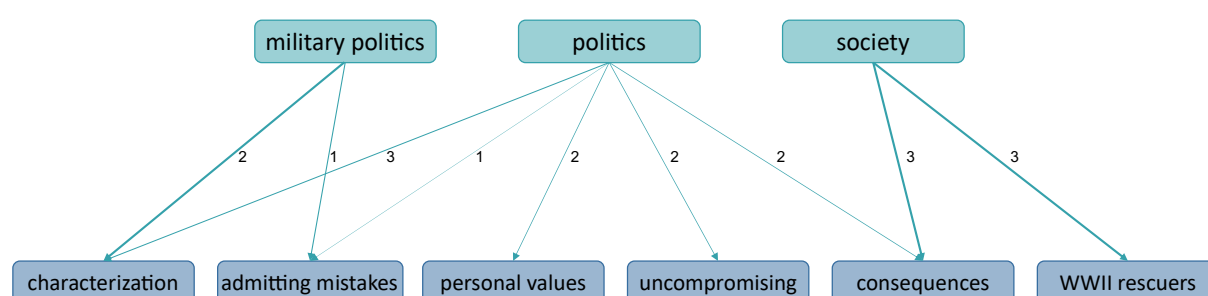 military politics
politics
society
2
1
3
1
2
2
2
3
3
characterization
admitting mistakes
personal values
uncompromising
consequences
WWII rescuers